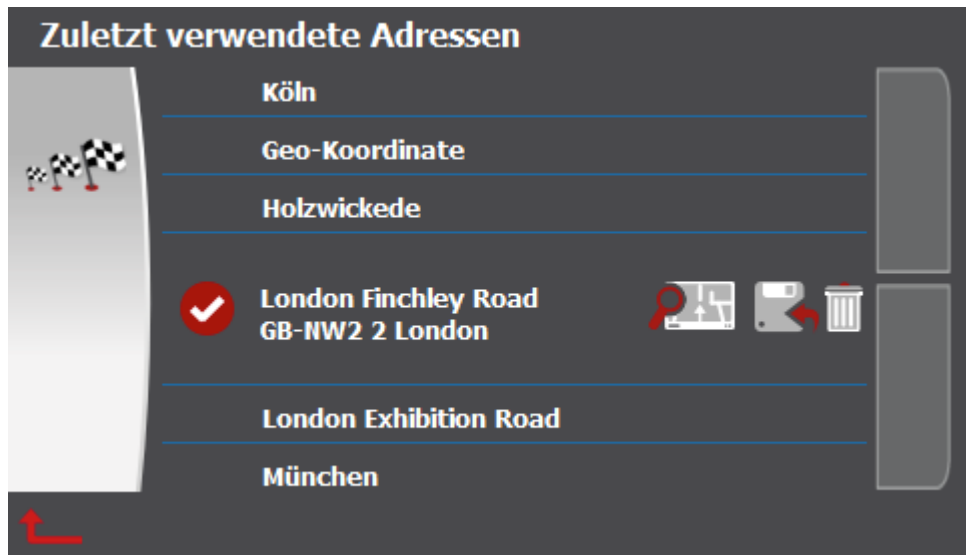 Zuletzt verwendete Adressen
Köln
Geo-Koordinate
Holzwickede
London Finchley Road
GB-NW2 2 London
London Exhibition Road
München